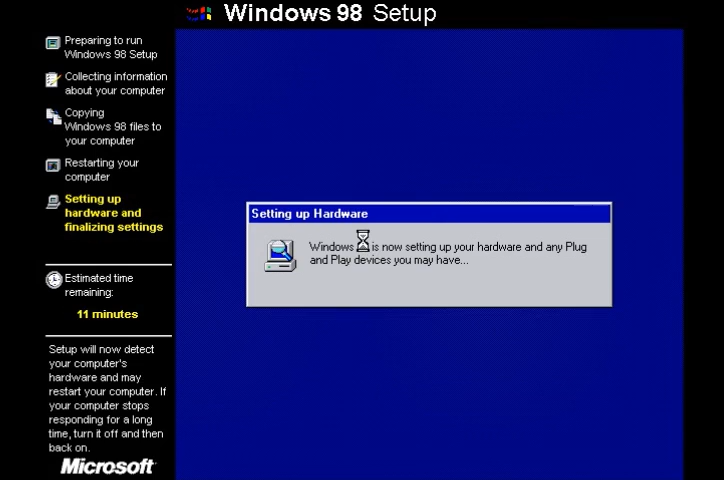 Windows 98 Setup
Preparing to run
Windows 98 Setup
Collecting information
about your computer
Copying
Windows 98 files to
your computer
Restarting your
computer
Setting up
hardware and
finalizing settings
Estimated time
remaining:
11 minutes
Setup will now detect
your computer's
hardware and may
restart your computer. If
your computer stops
responding for a long
time, turn it off and then
back on.
Microsoft
Setting up Hardware
Windows is now setting up your hardware and any Plug
and Play devices you may have...